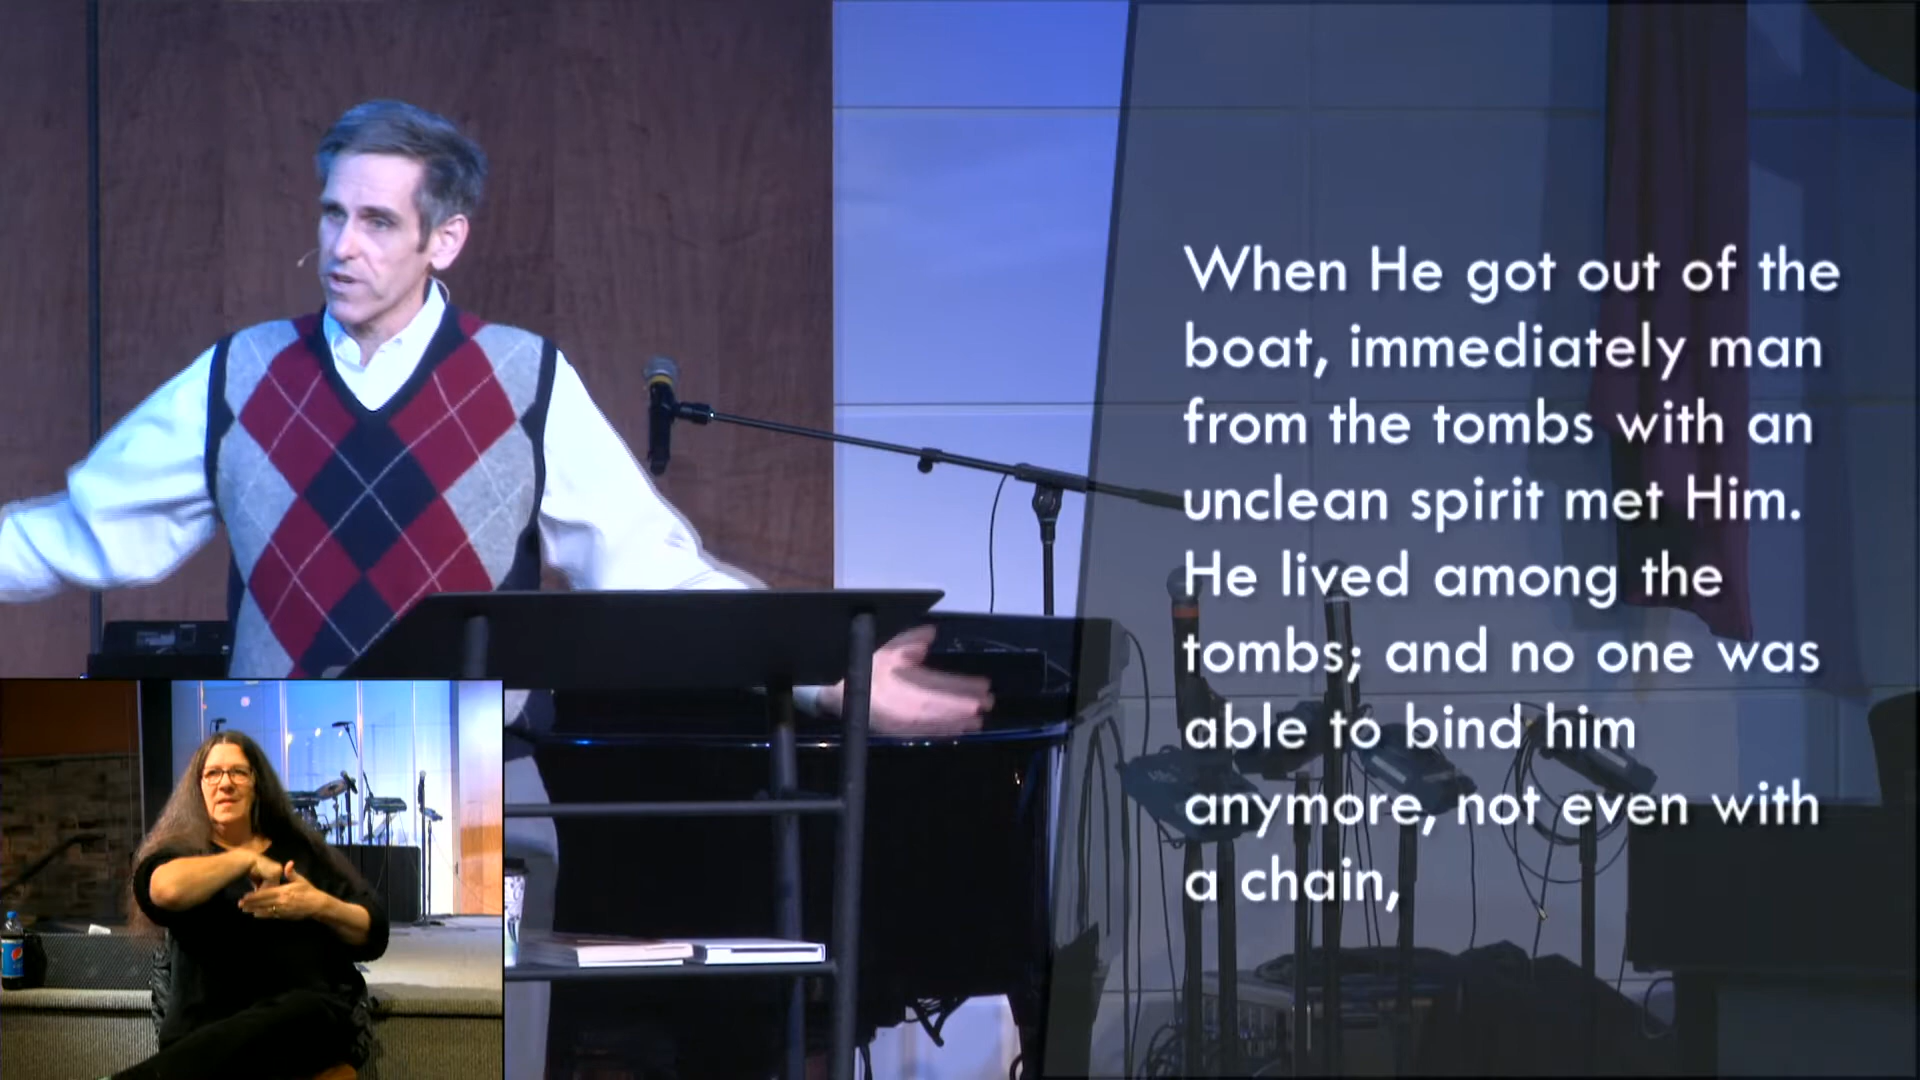 When He got out of the
boat, immediately man
from the tombs with an
unclean spirit met Him.
He lived among the
tombs; and no one was
able to bind him
anymore, not even with
a chain,